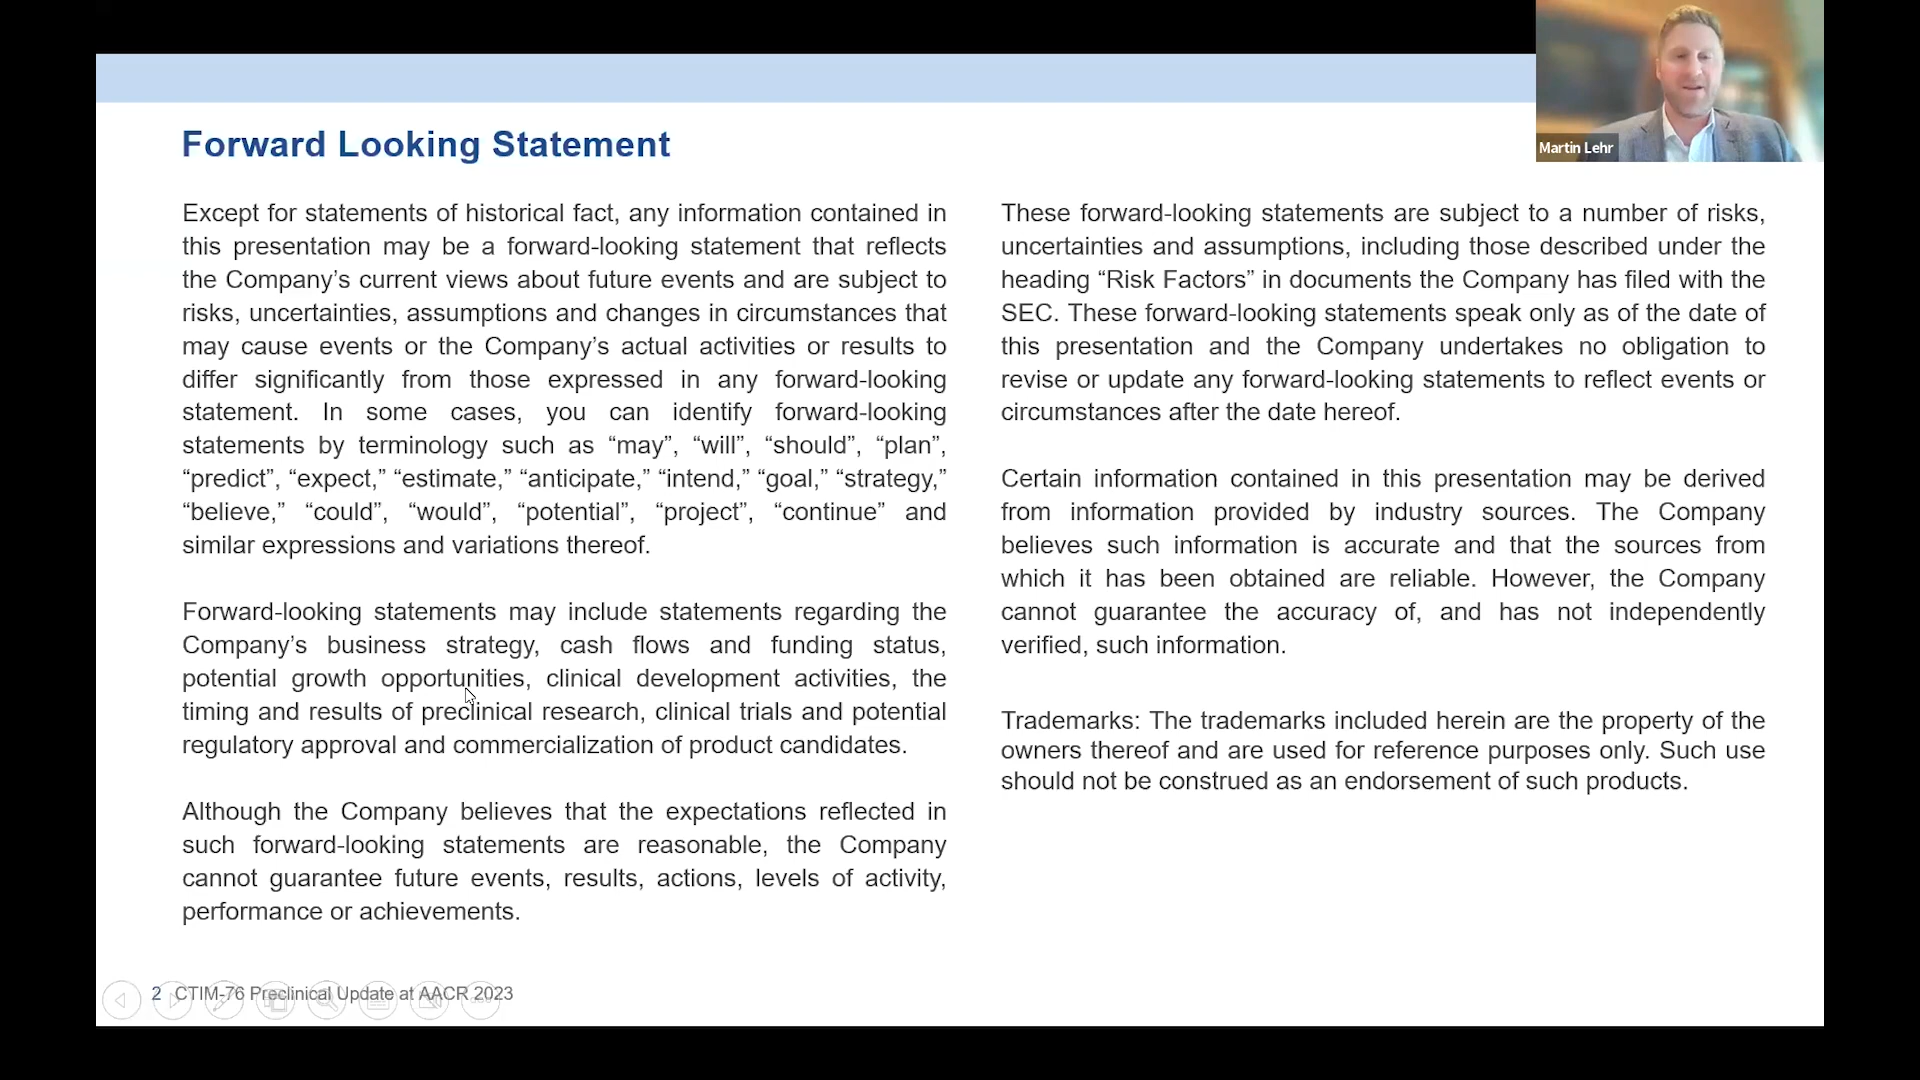 Martin Lehr
Forward Looking Statement
Except for statements of historical fact, any information contained in
this presentation may be a forward-looking statement that reflects
the Company’s current views about future events and are subject to
risks, uncertainties, assumptions and changes in circumstances that
may cause events or the Company’s actual activities or results to
differ significantly from those expressed in any forward-looking
statement. In some cases, you can identify forward-looking
statements by terminology such as “may”, “will”, “should”, “plan”,
“predict”, “expect,” “estimate,” “anticipate,” “intend,” “goal,” “strategy,”
“believe,” “could”, “would”, “potential”, “project”, “continue” and
similar expressions and variations thereof.
Forward-looking statements may include statements regarding the
Company’s business strategy, cash flows and funding status,
potential growth opportunities, clinical development activities, the
timing and results of preclinical research, clinical trials and potential
regulatory approval and commercialization of product candidates.
Although the Company believes that the expectations reflected in
such forward-looking statements are reasonable, the Company
cannot guarantee future events, results, actions, levels of activity,
performance or achievements.
These forward-looking statements are subject to a number of risks,
uncertainties and assumptions, including those described under the
heading “Risk Factors” in documents the Company has filed with the
SEC. These forward-looking statements speak only as of the date of
this presentation and the Company undertakes no obligation to
revise or update any forward-looking statements to reflect events or
circumstances after the date hereof.
Certain information contained in this presentation may be derived
from information provided by industry sources. The Company
believes such information is accurate and that the sources from
which it has been obtained are reliable. However, the Company
cannot guarantee the accuracy of, and has not independently
verified, such information.
Trademarks: The trademarks included herein are the property of the
owners thereof and are used for reference purposes only. Such use
should not be construed as an endorsement of such products.
2 CTIM-76 Preclinical Update at AACR 2023